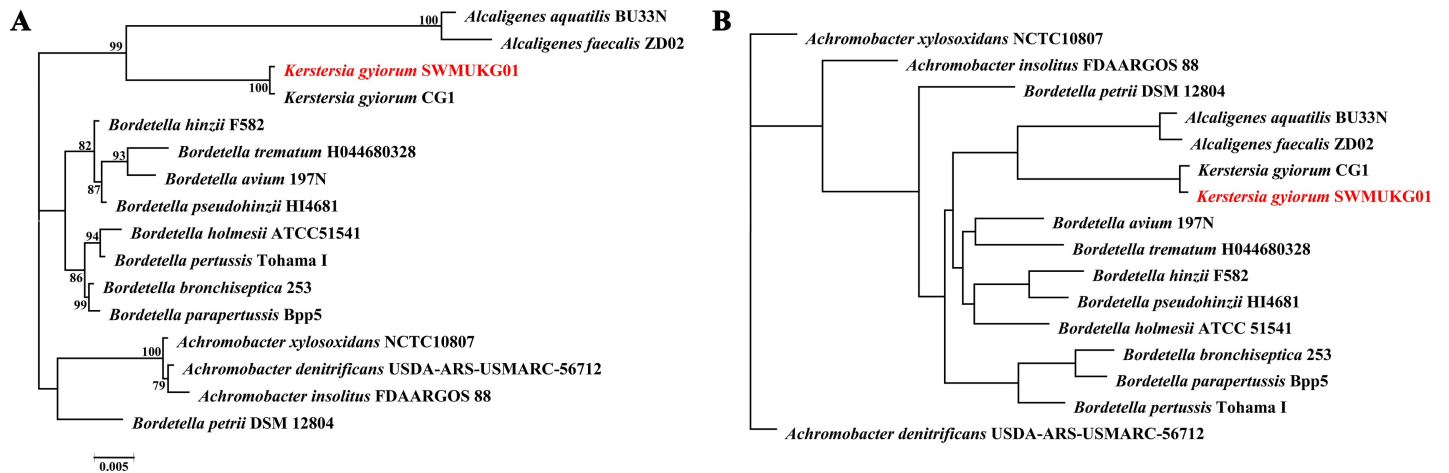 A
100
Alcaligenes aquatilis BU33N
Alcaligenes faecalis ZD02
99
Kerstersia gyiorum SWMUKG01
100
Kerstersia gyiorum CG1
Bordetella hinzii F582
82
93
Bordetella trematum H044680328
Bordetella avium 197N
87
Bordetella pseudohinzii HI4681
94
Bordetella holmesii ATCC51541
Bordetella pertussis Tohama I
86
Bordetella bronchiseptica 253
99
Bordetella parapertussis Bpp5
Achromobacter xylosoxidans NCTC10807
100
Achromobacter denitrificans USDA-ARS-USMARC-56712
79
Achromobacter insolitus FDAARGOS 88
Bordetella petrii DSM 12804
0.005
B
Achromobacter xylosoxidans NCTC10807
Achromobacter insolitus FDAARGOS 88
Bordetella petrii DSM 12804
Alcaligenes aquatilis BU33N
Alcaligenes faecalis ZD02
Kerstersia gyiorum CG1
Kerstersia gyiorum SWMUKG01
Bordetella avium 197N
Bordetella trematum H044680328
Bordetella hinzii F582
Bordetella pseudohinzii HI4681
Bordetella holmesii ATCC 51541
Bordetella bronchiseptica 253
Bordetella parapertussis Bpp5
Bordetella pertussis Tohama I
Achromobacter denitrificans USDA-ARS-USMARC-56712